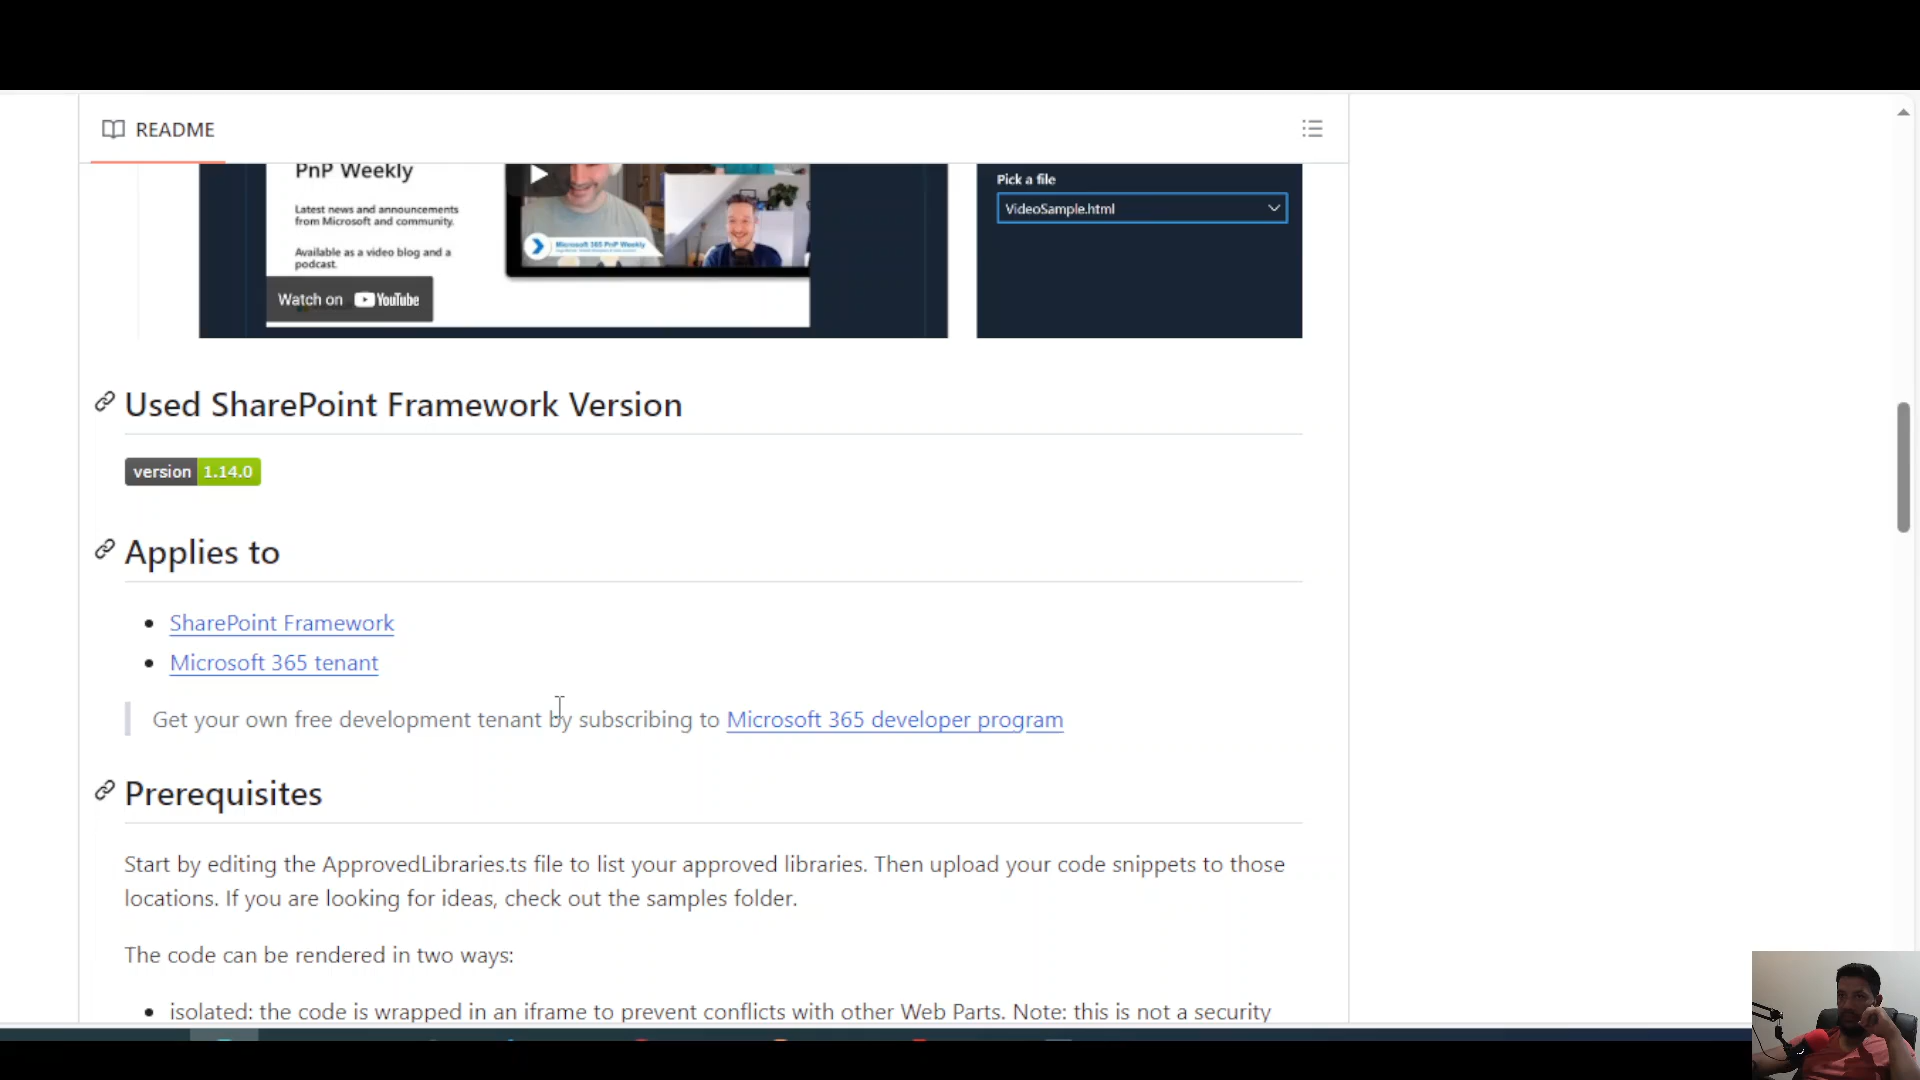 README
PnP Weekly
Latest news and announcements
from Microsoft and community.
Available as a video blog and a
podcast.
Watch on YouTube
Microsoft 365 PnP Weekly
Pick a file
VideoSample.html
Used SharePoint Framework Version
version 1.14.0
Applies to
SharePoint Framework
Microsoft 365 tenant
Get your own free development tenant by subscribing to Microsoft 365 developer program
Prerequisites
Start by editing the ApprovedLibraries.ts file to list your approved libraries. Then upload your code snippets to those
locations. If you are looking for ideas, check out the samples folder.
The code can be rendered in two ways:
isolated: the code is wrapped in an iframe to prevent conflicts with other Web Parts. Note: this is not a security